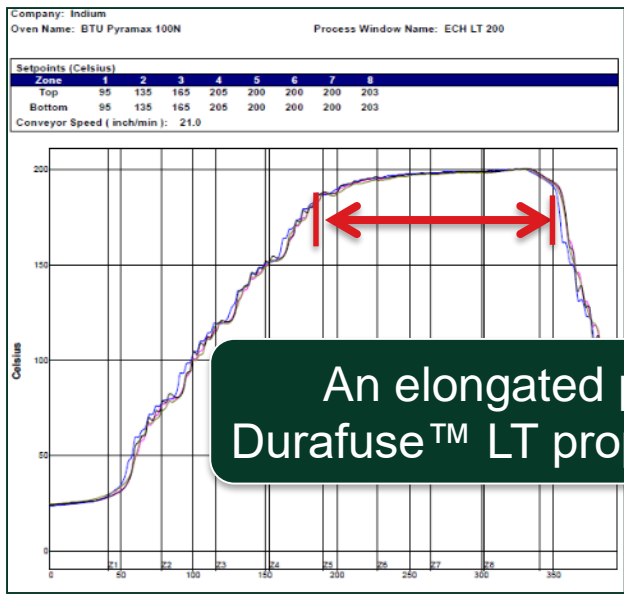 Company: Indium
Oven Name: BTU Pyramax 100N Process Window Name: ECH LT 200
Setpoints (Celsius)
Zone 1 2 3 4 5 6 7 8
Top 95 135 165 205 200 200 200 203
Bottom 95 135 165 205 200 200 200 203
Conveyor Speed ( inch/min ): 21.0
200
150
100
Celsius
An elongated
Durafuse™ LT
50
0
Z1 Z2 Z3 Z4 Z5 Z6 Z7 Z8
0 50 100 150 200 250 300 350